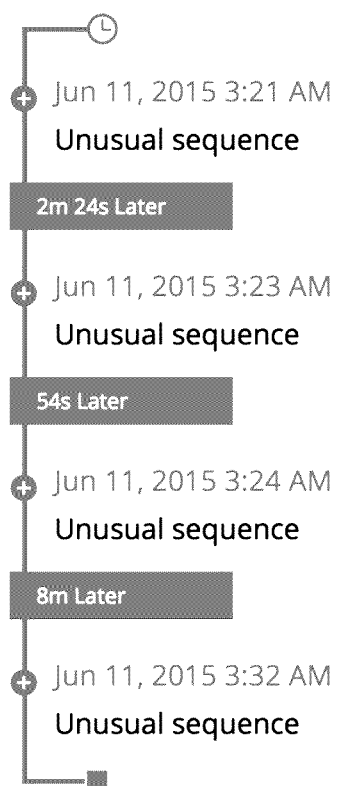 Jun 11, 2015 3:21 AM
Unusual sequence
2m 24s Later
Jun 11, 2015 3:23 AM
Unusual sequence
54s Later
Jun 11, 2015 3:24 AM
Unusual sequence
8m Later
Jun 11, 2015 3:32 AM
Unusual sequence